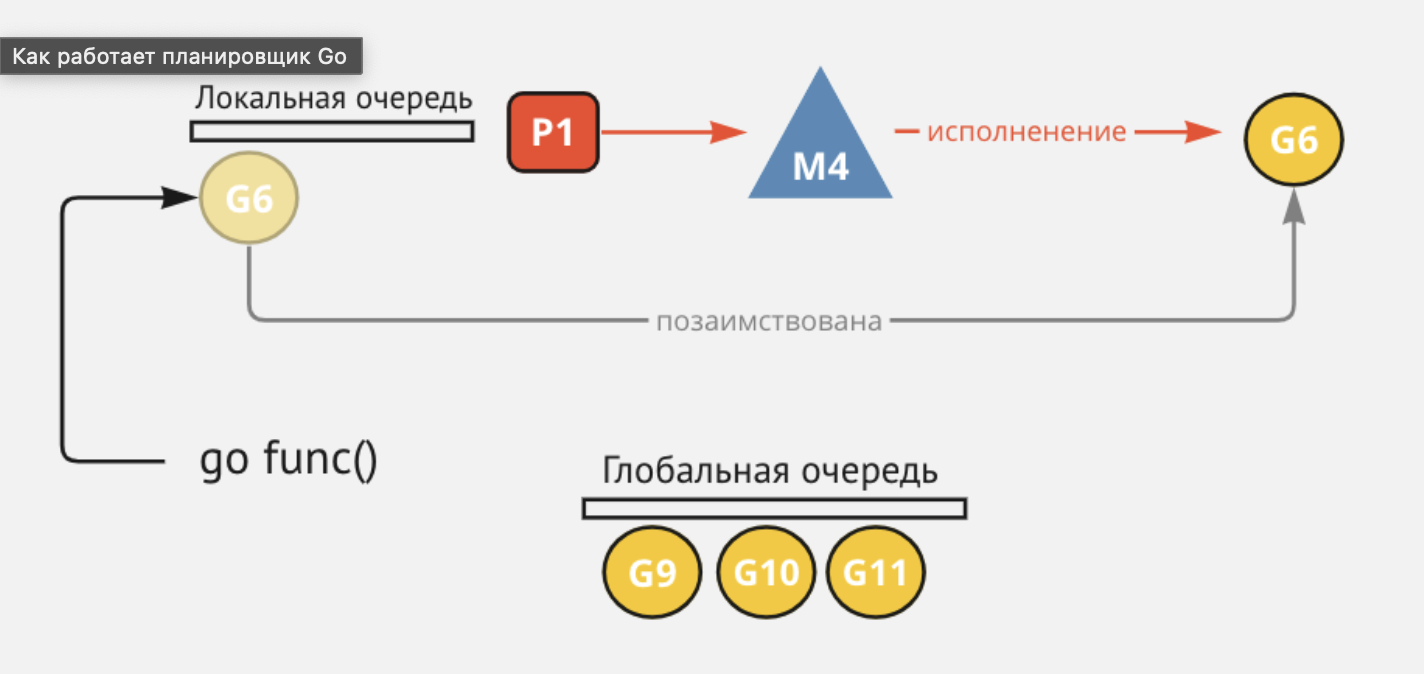 Как работает планировщик Go
Локальная очередь
P1
M4
исполненение
G6
G6
позаимствована
go func()
Глобальная очередь
G9
G10
G11